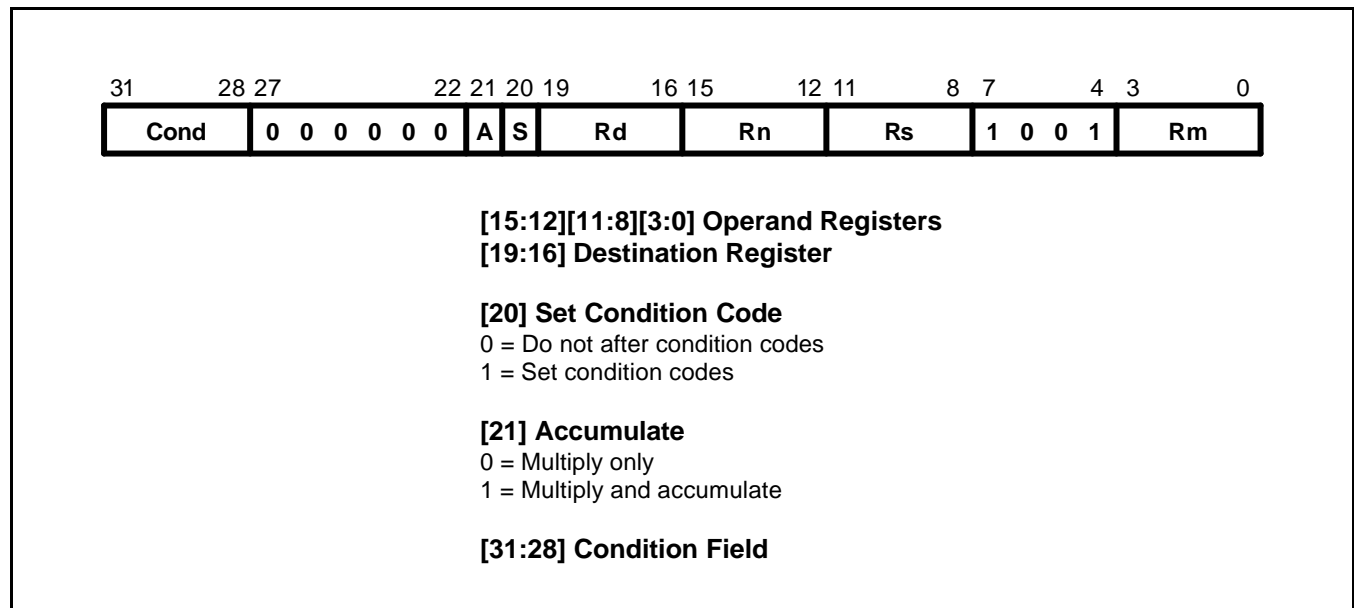 31 28 27 22 21 20 19 16 15 12 11 8 7 4 3 0
Cond 0 0 0 0 0 0 A S Rd Rn Rs 1 0 0 1 Rm
[15:12][11:8][3:0] Operand Registers
[19:16] Destination Register
[20] Set Condition Code
0 = Do not after condition codes
1 = Set condition codes
[21] Accumulate
0 = Multiply only
1 = Multiply and accumulate
[31:28] Condition Field